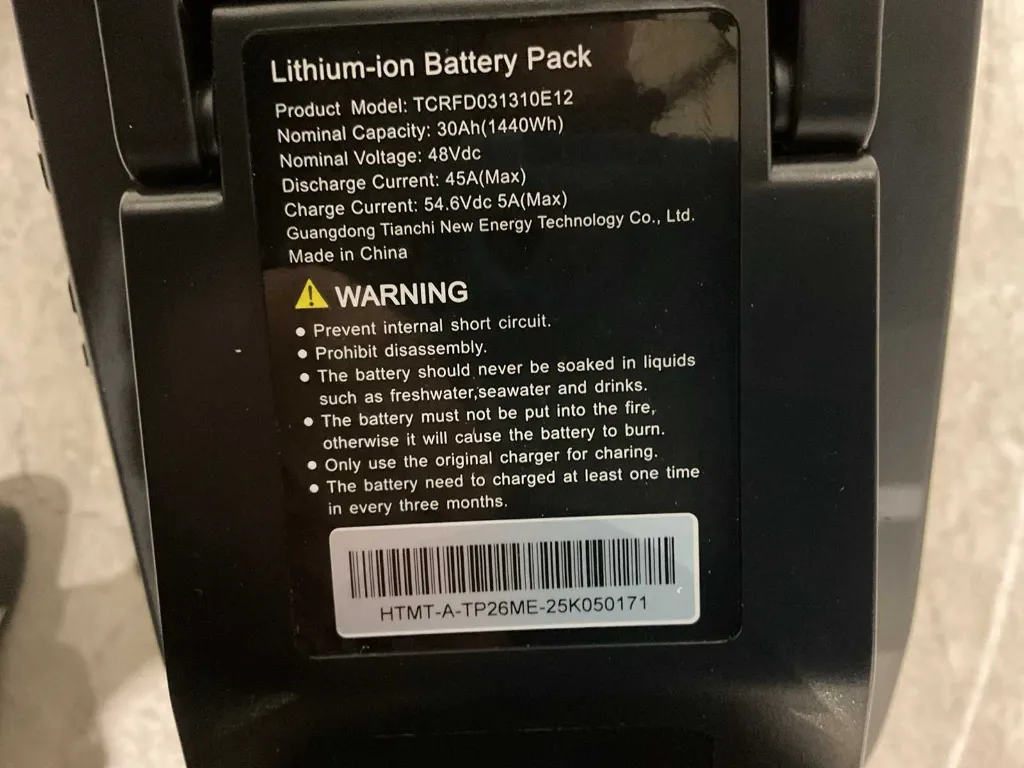 Lithium-ion Battery Pack
Product Model: TCRFD031310E12
Nominal Capacity: 30Ah(1440Wh)
Nominal Voltage: 48Vdc
Discharge Current: 45A(Max)
Charge Current: 54.6Vdc 5A(Max)
Guangdong Tianchi New Energy Technology Co., Ltd.
Made in China
WARNING
● Prevent internal short circuit.
● Prohibit disassembly.
● The battery should never be soaked in liquids
such as freshwater,seawater and drinks.
● The battery must not be put into the fire,
otherwise it will cause the battery to burn.
● Only use the original charger for charing.
● The battery need to charged at least one time
in every three months.
HTMT-A-TP26ME-25K050171